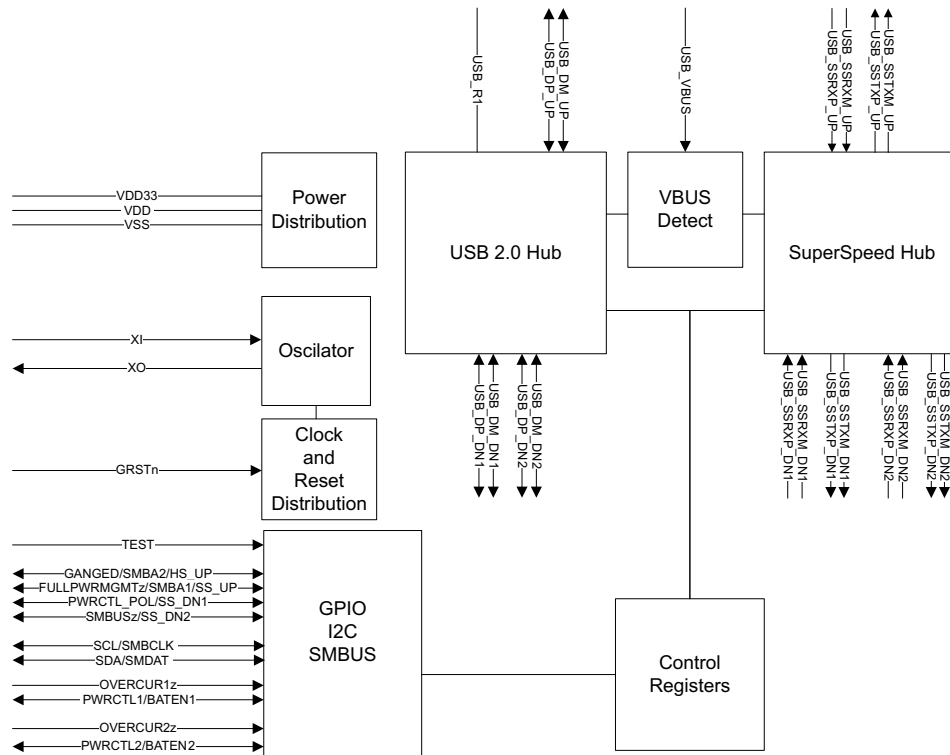 USB_R1
USB_DP_UP
USB_DM_UP
USB_VBUS
USB_SSRXP_UP
USB_SSRXM_UP
USB_SSTXP_UP
USB_SSTXM_UP
VDD33
VDD
VSS
Power
Distribution
USB 2.0 Hub
VBUS
Detect
SuperSpeed Hub
XI
XO
Oscilator
GRSTn
Clock
and
Reset
Distribution
USB_DP_DN1
USB_DM_DN1
USB_DP_DN2
USB_DM_DN2
USB_SSRXP_DN1
USB_SSRXM_DN1
USB_SSTXP_DN1
USB_SSTXM_DN1
USB_SSRXP_DN2
USB_SSRXM_DN2
USB_SSTXP_DN2
USB_SSTXM_DN2
TEST
GANGED/SMBA2/HS_UP
FULLPWRMGMTz/SMBA1/SS_UP
PWRCTL_POL/SS_DN1
SMBUSz/SS_DN2
SCL/SMBCLK
SDA/SMDAT
OVERCUR1z
PWRCTL1/BATEN1
OVERCUR2z
PWRCTL2/BATEN2
GPIO
I2C
SMBUS
Control
Registers